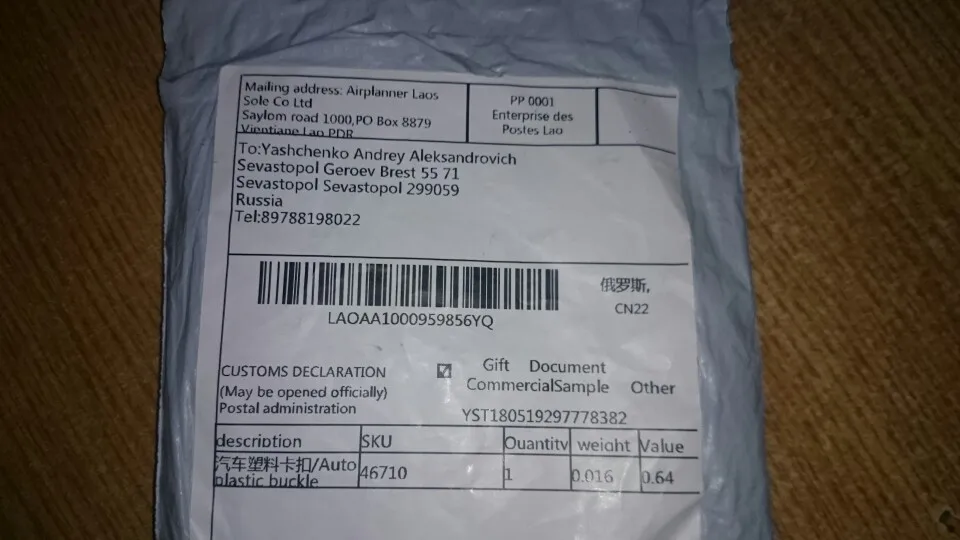 Mailing address: Airplanner Laos
Sole Co Ltd
Saylom road 1000,PO Box 8879
Vientiane Lao PDR
PP 0001
Enterprise des
Postes Lao
To:Yashchenko Andrey Aleksandrovich
Sevastopol Geroev Brest 55 71
Sevastopol Sevastopol 299059
Russia
Tel:89788198022
LAOAA1000959856YQ
俄罗斯,
CN22
CUSTOMS DECLARATION
(May be opened officially)
Postal administration
Gift Document
CommercialSample Other
YST180519297778382
description SKU Quantity weight Value
汽车塑料卡扣/Auto 46710 1 0.016 0.64
plastic buckle